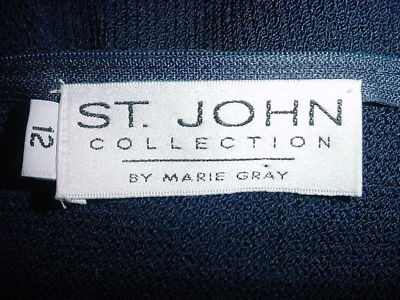 ST. JOHN
COLLECTION
BY MARIE GRAY
12